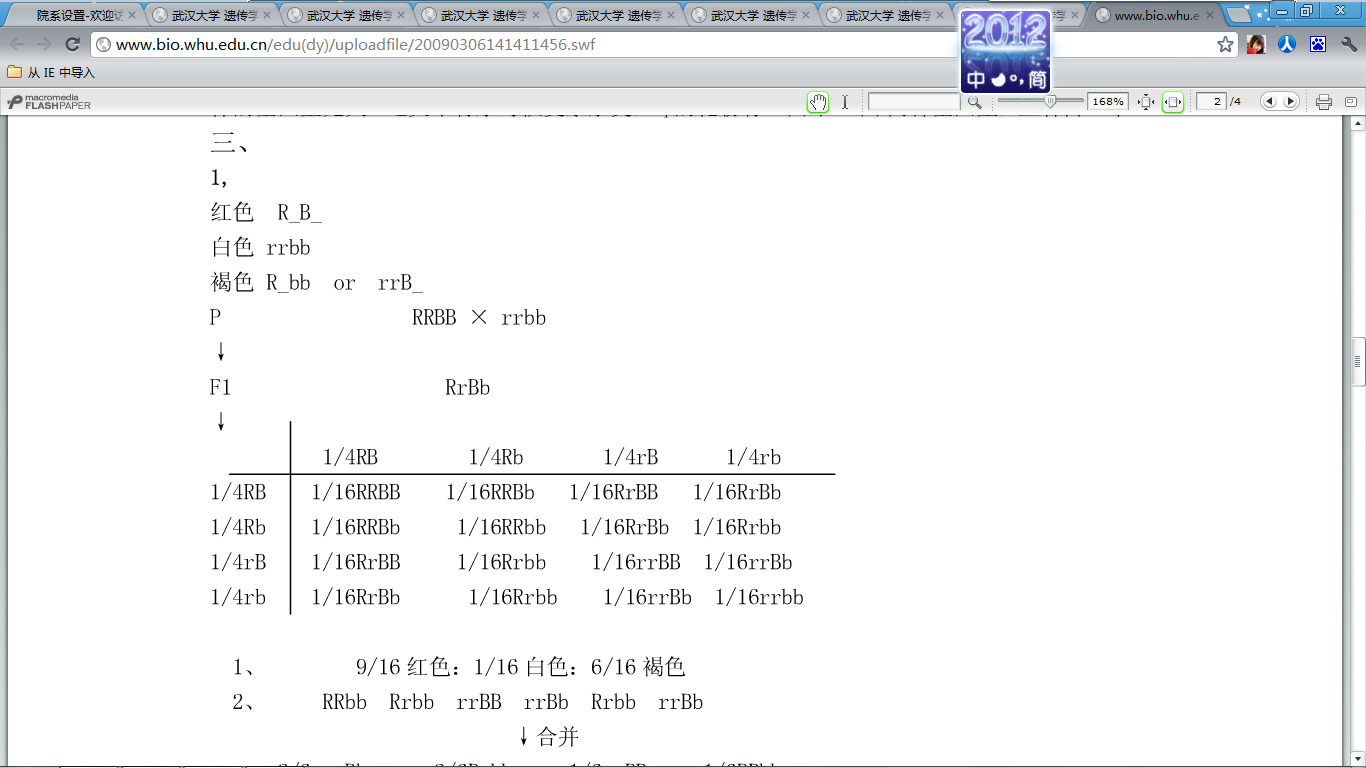 院系设置-欢迎
武汉大学 遗传学
武汉大学 遗传学
武汉大学 遗传学
武汉大学 遗传学
武汉大学 遗传学
武汉大学 遗传学
www.bio.whu.e
www.bio.whu.edu.cn/edu(dy)/uploadfile/20090306141411456.swf
2012
中 简
从 IE 中导入
macromedia
FLASHPAPER
168%
2 /4
三、
1,
红色 R_B_
白色 rrbb
褐色 R_bb or rrB_
P RRBB × rrbb
↓
F1 RrBb
↓
1/4RB 1/4Rb 1/4rB 1/4rb
1/4RB 1/16RRBB 1/16RRBb 1/16RrBB 1/16RrBb
1/4Rb 1/16RRBb 1/16RRbb 1/16RrBb 1/16Rrbb
1/4rB 1/16RrBB 1/16Rrbb 1/16rrBB 1/16rrBb
1/4rb 1/16RrBb 1/16Rrbb 1/16rrBb 1/16rrbb
1、 9/16 红色：1/16 白色：6/16 褐色
2、 RRbb Rrbb rrBB rrBb Rrbb rrBb
↓合并